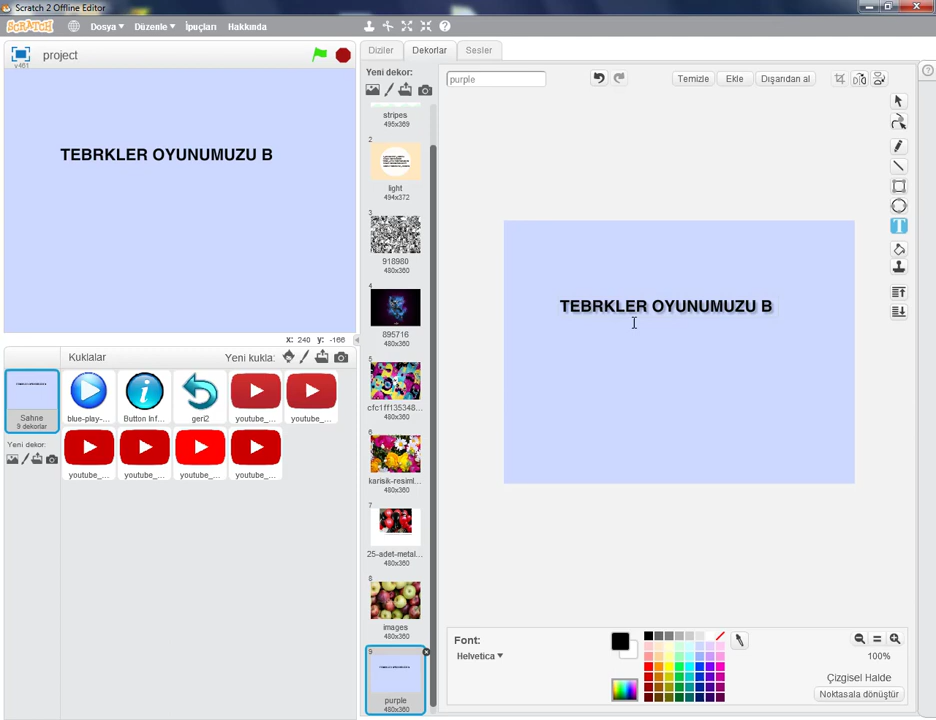 Scratch 2 Offline Editor
SCRATCH Dosya Düzenle İpuçları Hakkımda
project
v461
TEBRKLER OYUNUMUZU B
x: 240 y: -166
Kuklalar Yeni kukla:
Sahne
9 dekorlar
Yeni dekor:
blue-play-... Button Inf... geri2 youtube_... youtube_...
youtube_... youtube_... youtube_... youtube_...
Diziler Dekorlar Sesler
Yeni dekor:
stripes
495x369
2
light
494x372
3
918980
480x360
4
895716
480x360
5
cfc1ff135348...
480x360
6
karisik-resiml...
480x360
7
25-adet-metal...
480x360
8
images
480x360
9
purple
480x360
purple
Temizle Ekle Dışarıdan al
T
TEBRKLER OYUNUMUZU B
Font:
Helvetica
100%
Çizgisel Halde
Noktasala dönüştür